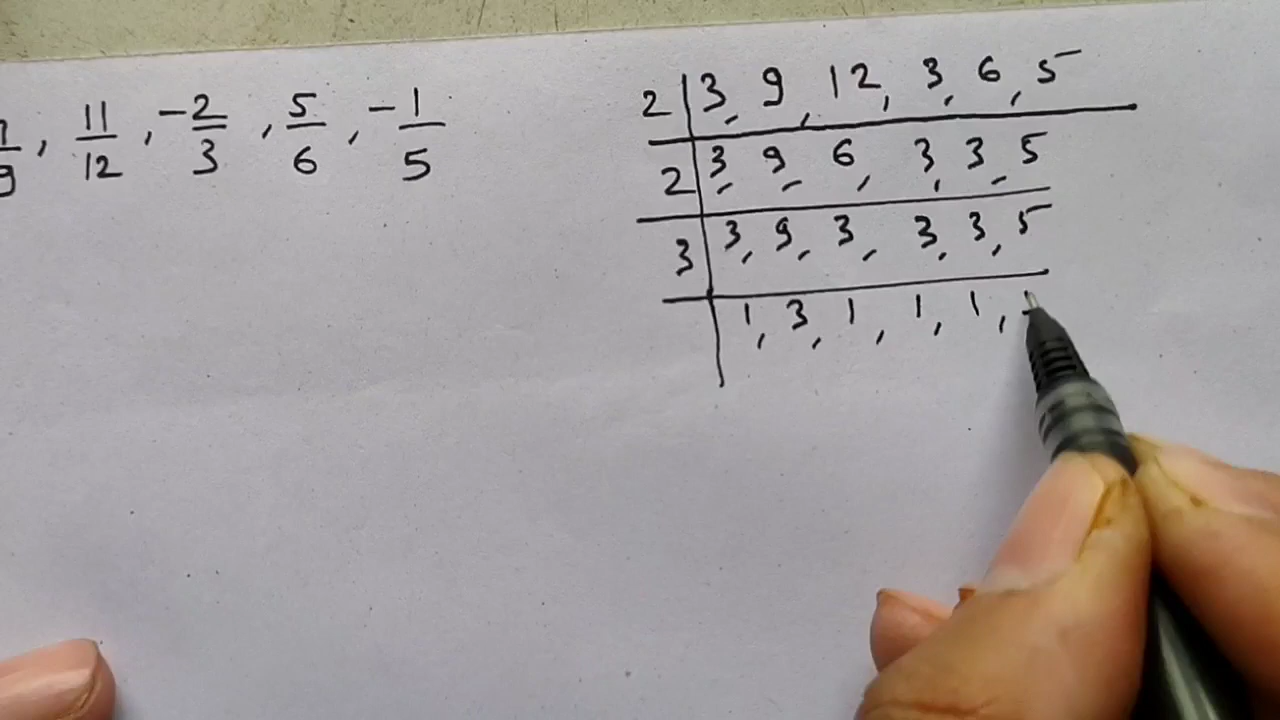 11/12, -2/3, 5/6, -1/5
2 | 3, 9, 12, 3, 6, 5
2 | 3, 9, 6, 3, 3, 5
3 | 3, 9, 3, 3, 3, 5
1, 3, 1, 1, 1,